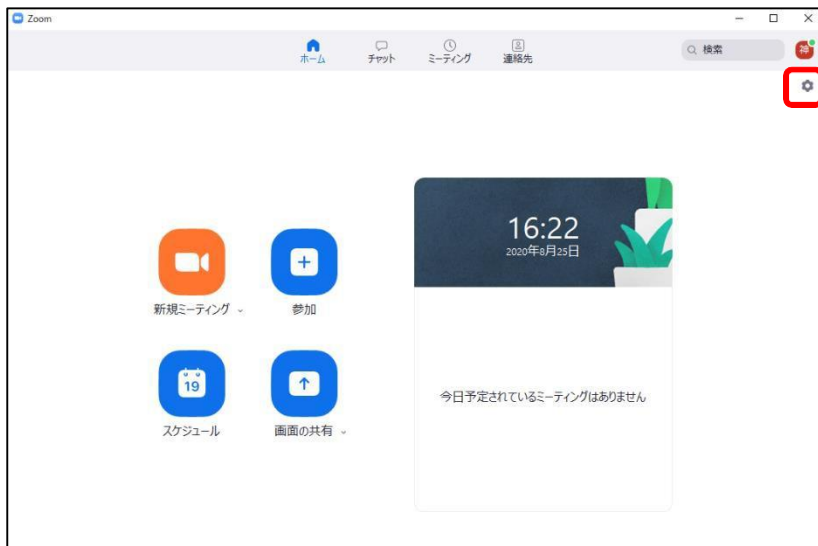 Zoom
ホーム
チャット
ミーティング
連絡先
検索
神
16:22
2020年8月25日
新規ミーティング
参加
19
スケジュール
画面の共有
今日予定されているミーティングはありません